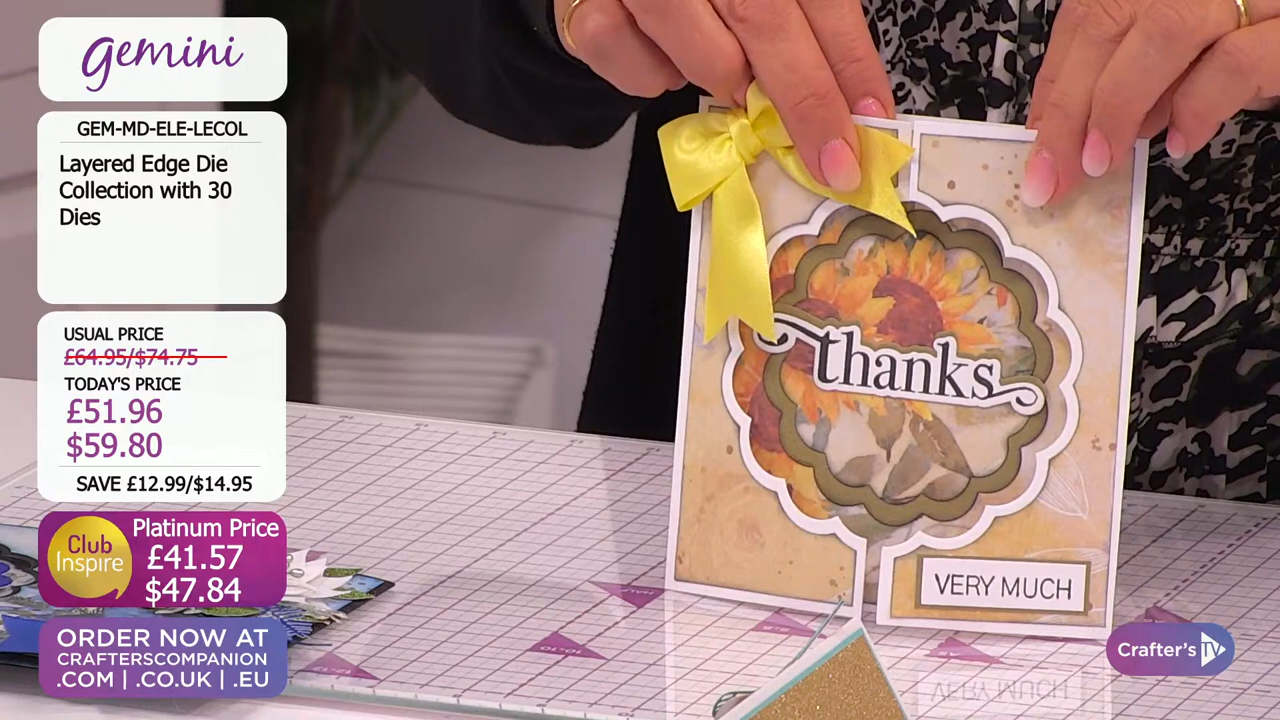 gemini
GEM-MD-ELE-LECOL
Layered Edge Die
Collection with 30
Dies
USUAL PRICE
£64.95/$74.75
TODAY'S PRICE
£51.96
$59.80
SAVE £12.99/$14.95
Club
Inspire
Platinum Price
£41.57
$47.84
ORDER NOW AT
CRAFTERSCOMPANION
.COM | .CO.UK | .EU
thanks
VERY MUCH
Crafter's TV